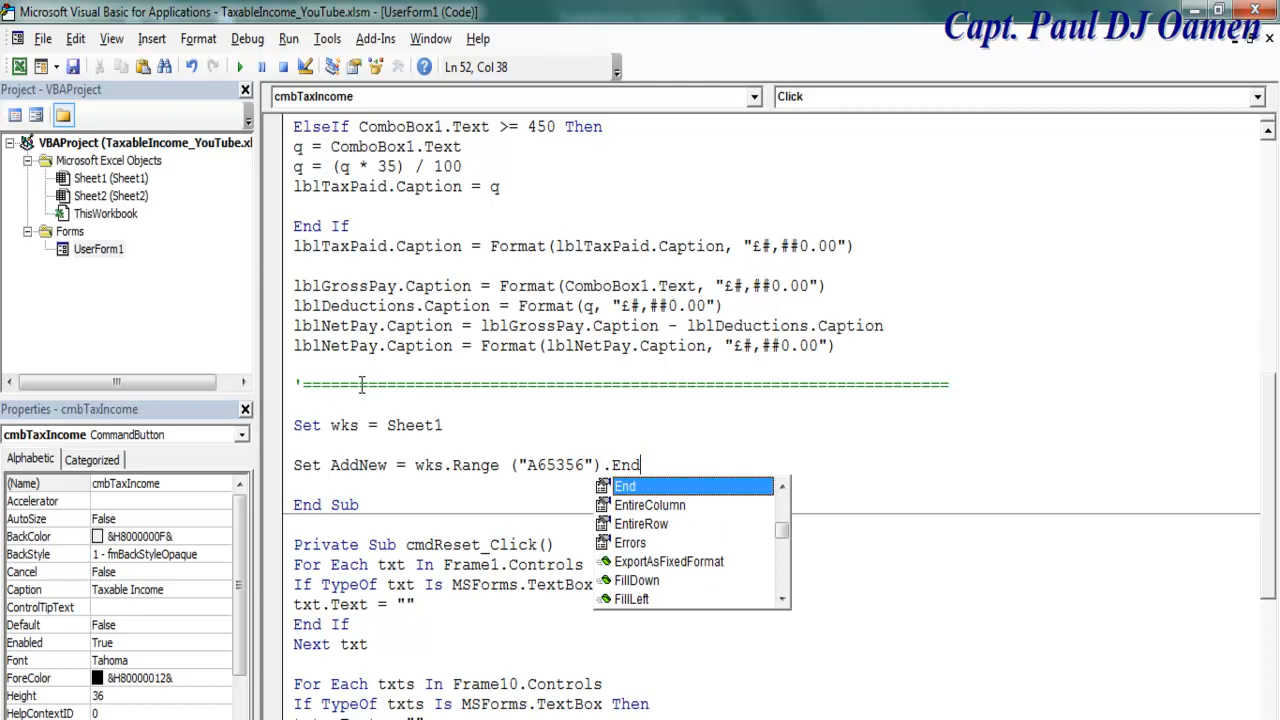 Microsoft Visual Basic for Applications - TaxableIncome_YouTube.xlsm - [UserForm1 (Code)]
Capt. Paul DJ Oamen
File Edit View Insert Format Debug Run Tools Add-Ins Window Help
Ln 52, Col 38
Project - VBAProject
cmbTaxIncome
Click
VBAProject (TaxableIncome_YouTube.xl
Microsoft Excel Objects
Sheet1 (Sheet1)
Sheet2 (Sheet2)
ThisWorkbook
Forms
UserForm1
Properties - cmbTaxIncome
cmbTaxIncome CommandButton
Alphabetic Categorized
(Name) cmbTaxIncome
Accelerator
AutoSize False
BackColor &H8000000F&
BackStyle 1 - fmBackStyleOpaque
Cancel False
Caption Taxable Income
ControlTipText
Default False
Enabled True
Font Tahoma
ForeColor &H80000012&
Height 36
HelpContextID 0
ElseIf ComboBox1.Text >= 450 Then
q = ComboBox1.Text
q = (q * 35) / 100
lblTaxPaid.Caption = q
End If
lblTaxPaid.Caption = Format(lblTaxPaid.Caption, "£#,##0.00")
lblGrossPay.Caption = Format(ComboBox1.Text, "£#,##0.00")
lblDeductions.Caption = Format(q, "£#,##0.00")
lblNetPay.Caption = lblGrossPay.Caption - lblDeductions.Caption
lblNetPay.Caption = Format(lblNetPay.Caption, "£#,##0.00")
'=====================================================================
Set wks = Sheet1
Set AddNew = wks.Range ("A65356").End
End
EntireColumn
EntireRow
Errors
ExportAsFixedFormat
FillDown
FillLeft
End Sub
Private Sub cmdReset_Click()
For Each txt In Frame1.Controls
If TypeOf txt Is MSForms.TextBox
txt.Text = ""
End If
Next txt
For Each txts In Frame10.Controls
If TypeOf txts Is MSForms.TextBox Then